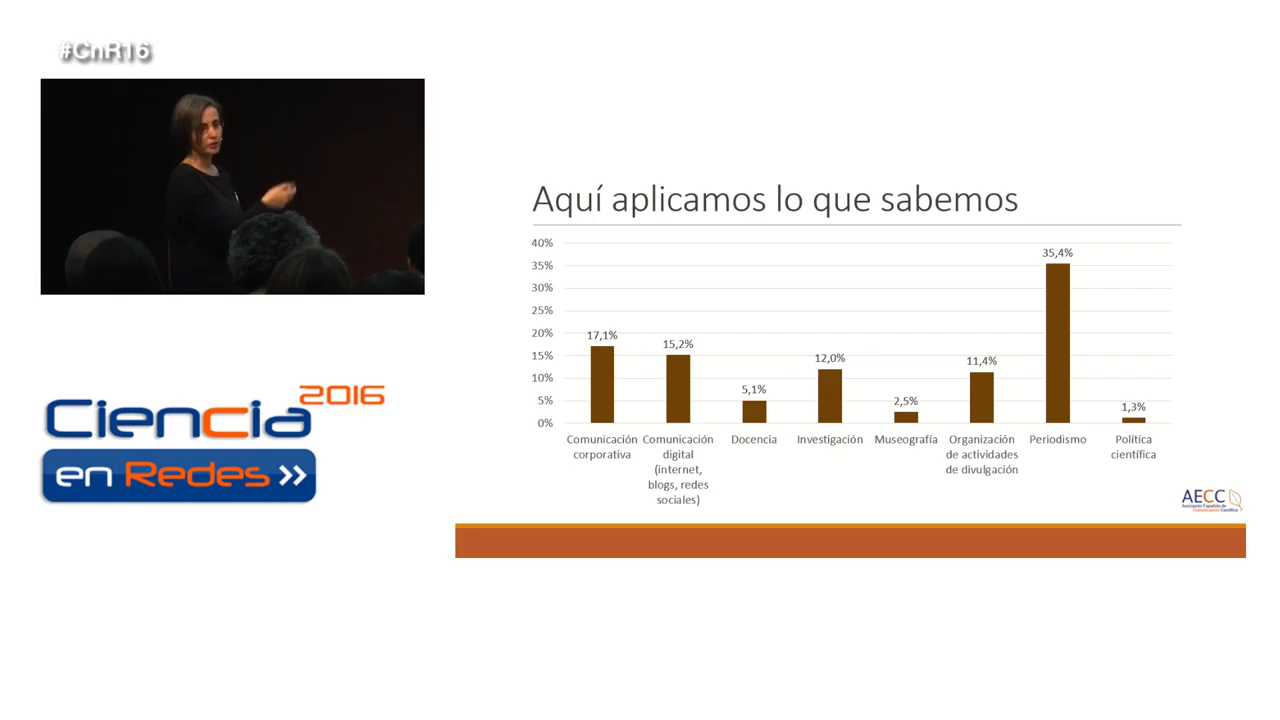 #CnR16
Ciencia 2016
en Redes »
Aquí aplicamos lo que sabemos
40%
35%
30%
25%
20%
15%
10%
5%
0%
17,1%
15,2%
5,1%
12,0%
2,5%
11,4%
35,4%
1,3%
Comunicación
corporativa
Comunicación
digital
(internet,
blogs, redes
sociales)
Docencia
Investigación
Museografía
Organización
de actividades
de divulgación
Periodismo
Política
científica
AECC
Asociación Española de
Comunicación Científica